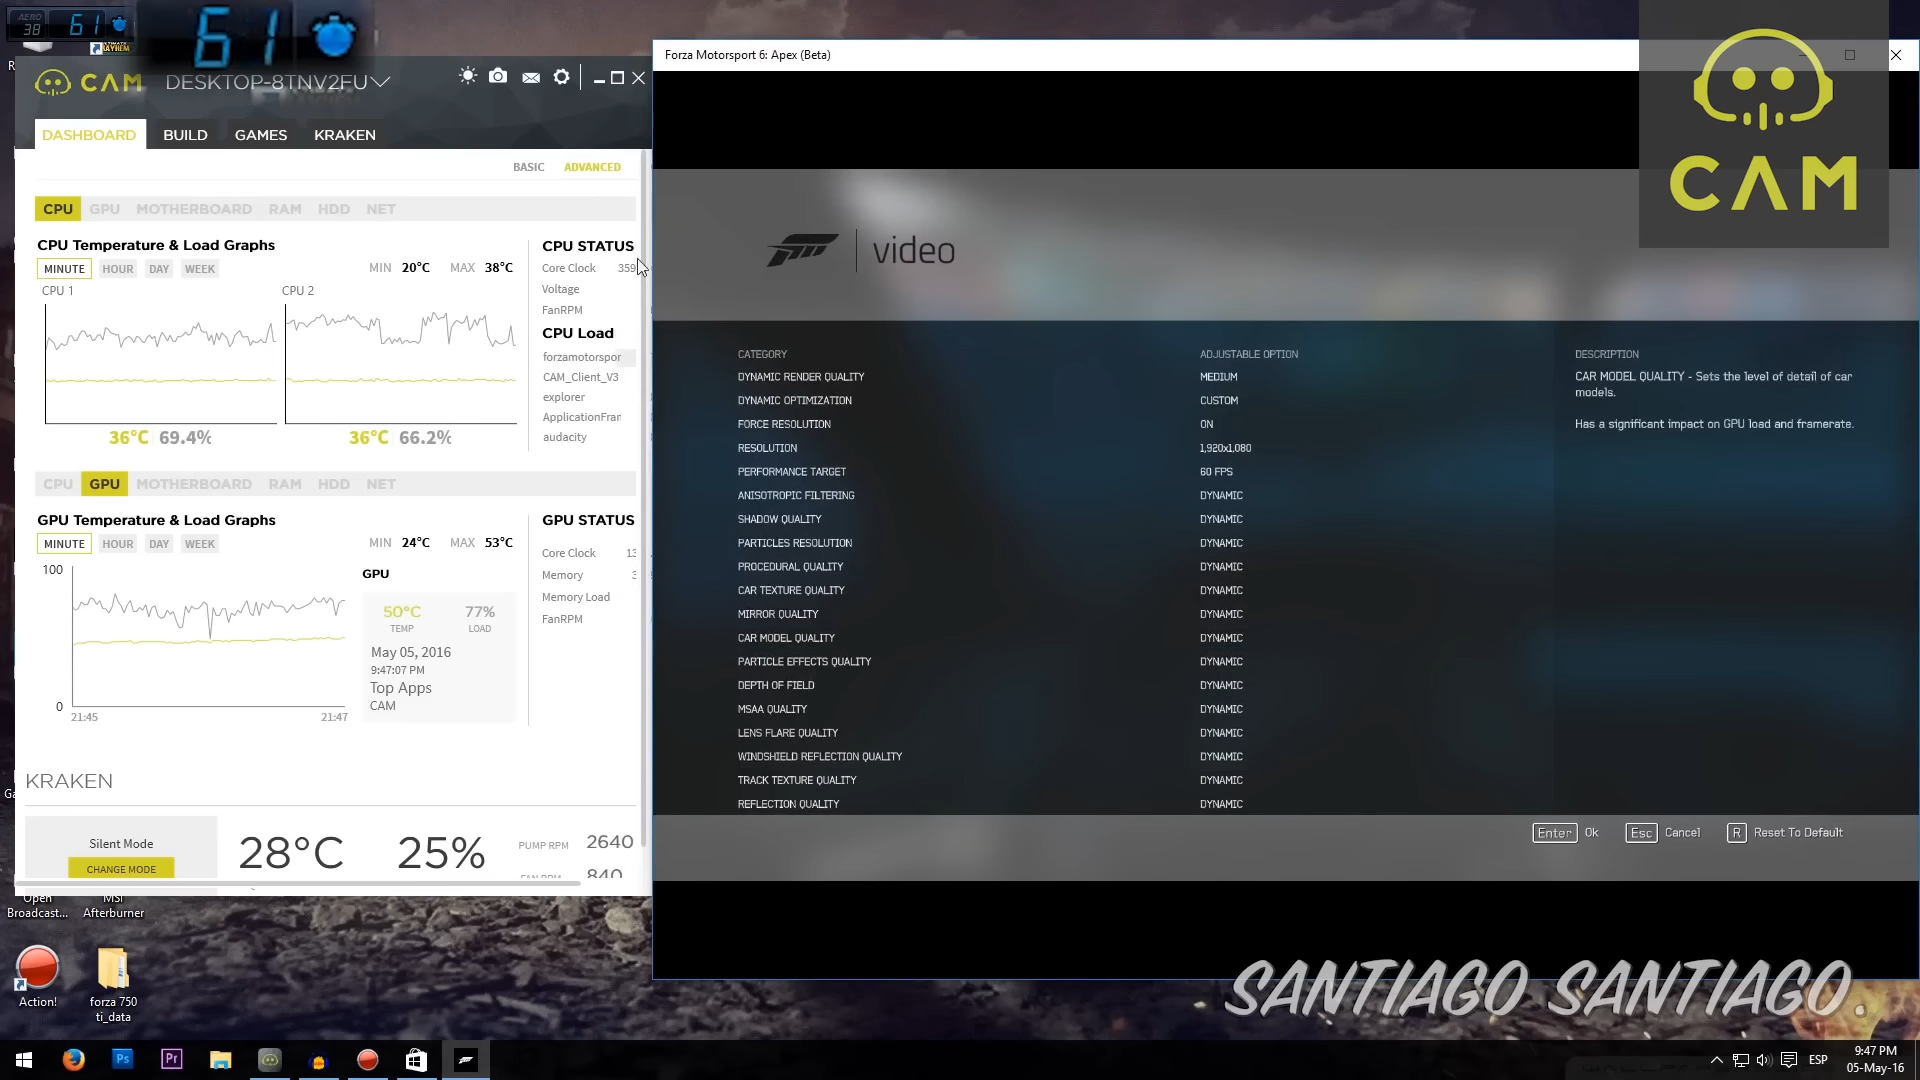 AERO
38
61
61
CAM DESKTOP-8TNV2FU
DASHBOARD BUILD GAMES KRAKEN
BASIC ADVANCED
CPU GPU MOTHERBOARD RAM HDD NET
CPU Temperature & Load Graphs
MINUTE HOUR DAY WEEK
MIN 20°C MAX 38°C
CPU 1 CPU 2
36°C 69.4% 36°C 66.2%
CPU STATUS
Core Clock 359
Voltage
FanRPM
CPU Load
forzamotorspor
CAM_Client_V3
explorer
ApplicationFran
audacity
CPU GPU MOTHERBOARD RAM HDD NET
GPU Temperature & Load Graphs
MINUTE HOUR DAY WEEK
MIN 24°C MAX 53°C
100
0
21:45 21:47
GPU
50°C 77%
TEMP LOAD
May 05, 2016
9:47:07 PM
Top Apps
CAM
GPU STATUS
Core Clock 13
Memory 3
Memory Load
FanRPM
KRAKEN
Silent Mode
CHANGE MODE
28°C 25%
PUMP RPM 2640
FAN RPM 840
Open
Broadcast...
MSI
Afterburner
Action!
forza 750
ti_data
Forza Motorsport 6: Apex (Beta)
CAM
video
CATEGORY ADJUSTABLE OPTION
DYNAMIC RENDER QUALITY MEDIUM
DYNAMIC OPTIMIZATION CUSTOM
FORCE RESOLUTION ON
RESOLUTION 1,920x1,080
PERFORMANCE TARGET 60 FPS
ANISOTROPIC FILTERING DYNAMIC
SHADOW QUALITY DYNAMIC
PARTICLES RESOLUTION DYNAMIC
PROCEDURAL QUALITY DYNAMIC
CAR TEXTURE QUALITY DYNAMIC
MIRROR QUALITY DYNAMIC
CAR MODEL QUALITY DYNAMIC
PARTICLE EFFECTS QUALITY DYNAMIC
DEPTH OF FIELD DYNAMIC
MSAA QUALITY DYNAMIC
LENS FLARE QUALITY DYNAMIC
WINDSHIELD REFLECTION QUALITY DYNAMIC
TRACK TEXTURE QUALITY DYNAMIC
REFLECTION QUALITY DYNAMIC
DESCRIPTION
CAR MODEL QUALITY - Sets the level of detail of car
models.
Has a significant impact on GPU load and framerate.
Enter Ok Esc Cancel R Reset To Default
SANTIAGO SANTIAGO.
Ps Pr
ESP
9:47 PM
05-May-16